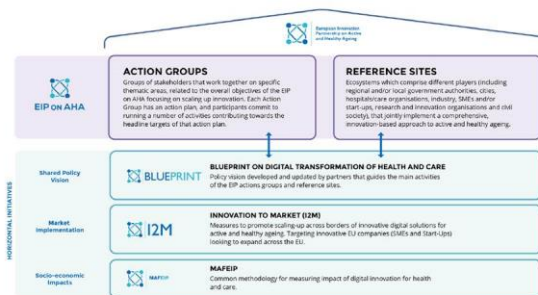 European Innovation
Partnership on Active
and Healthy Ageing
EIP ON AHA
ACTION GROUPS
Groups of stakeholders that work together on specific
thematic areas, related to the overall objectives of the EIP
on AHA focusing on scaling up innovation. Each Action
Group has an action plan, and participants commit to
running a number of activities contributing towards the
headline targets of that action plan.
REFERENCE SITES
Ecosystems which comprise different players (including
regional and/or local government authorities, cities,
hospitals/care organisations, industry, SMEs and/or
start-ups, research and innovation organisations and civil
society), that jointly implement a comprehensive,
innovation-based approach to active and healthy ageing.
HORIZONTAL INITIATIVES
Shared Policy
Vision
BLUEPRINT
BLUEPRINT ON DIGITAL TRANSFORMATION OF HEALTH AND CARE
Policy vision developed and updated by partners that guides the main activities
of the EIP actions groups and reference sites.
Market
Implementation
I2M
INNOVATION TO MARKET (I2M)
Measures to promote scaling-up across borders of innovative digital solutions for
active and healthy ageing. Targeting innovative EU companies (SMEs and Start-Ups)
looking to expand across the EU.
Socio-economic
Impacts
MAFEIP
MAFEIP
Common methodology for measuring impact of digital innovation for health
and care.